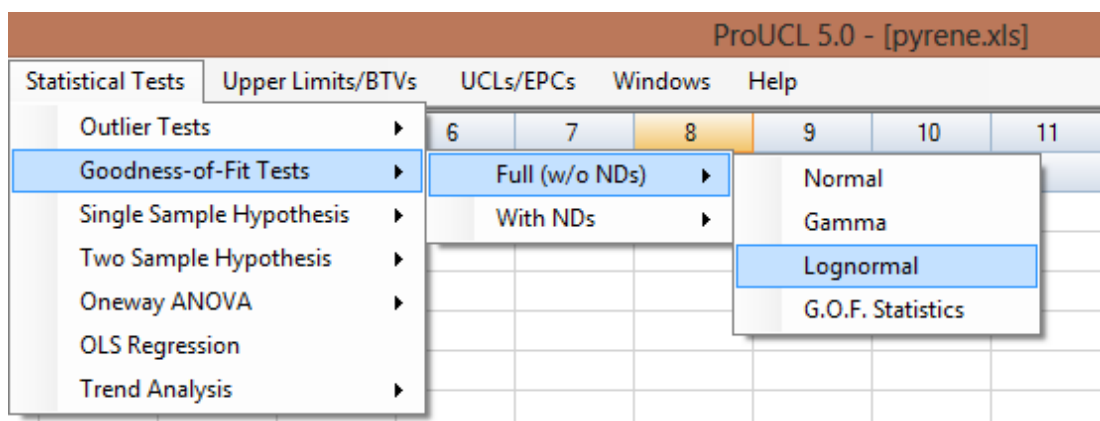 ProUCL 5.0 - [pyrene.xls]
Statistical Tests Upper Limits/BTVs UCLs/EPCs Windows Help
Outlier Tests 6 7 8 9 10 11
Goodness-of-Fit Tests Full (w/o NDs) Normal
Single Sample Hypothesis With NDs Gamma
Two Sample Hypothesis Lognormal
Oneway ANOVA G.O.F. Statistics
OLS Regression
Trend Analysis